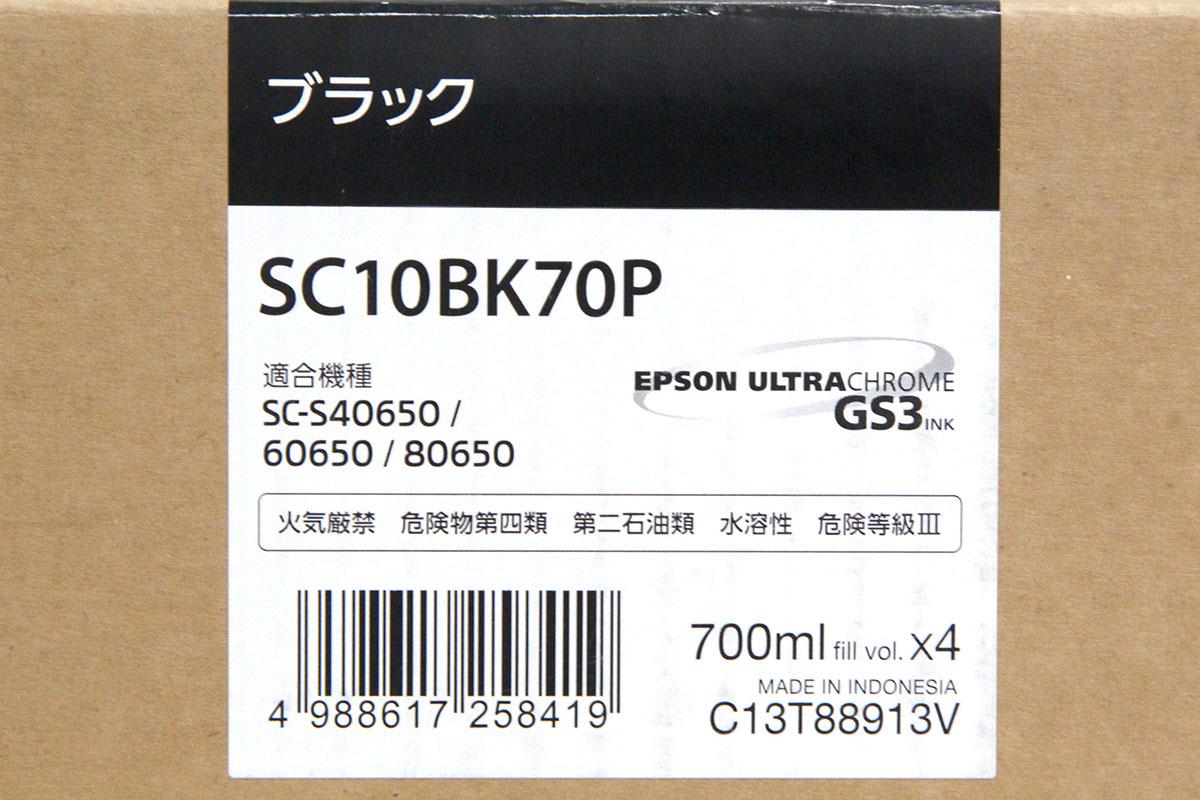 ブラック
SC10BK70P
適合機種
SC-S40650 /
60650 / 80650
EPSON ULTRACHROME
GS3 INK
火気厳禁 危険物第四類 第二石油類 水溶性 危険等級Ⅲ
4 988617 258419
700ml fill vol. X4
MADE IN INDONESIA
C13T88913V